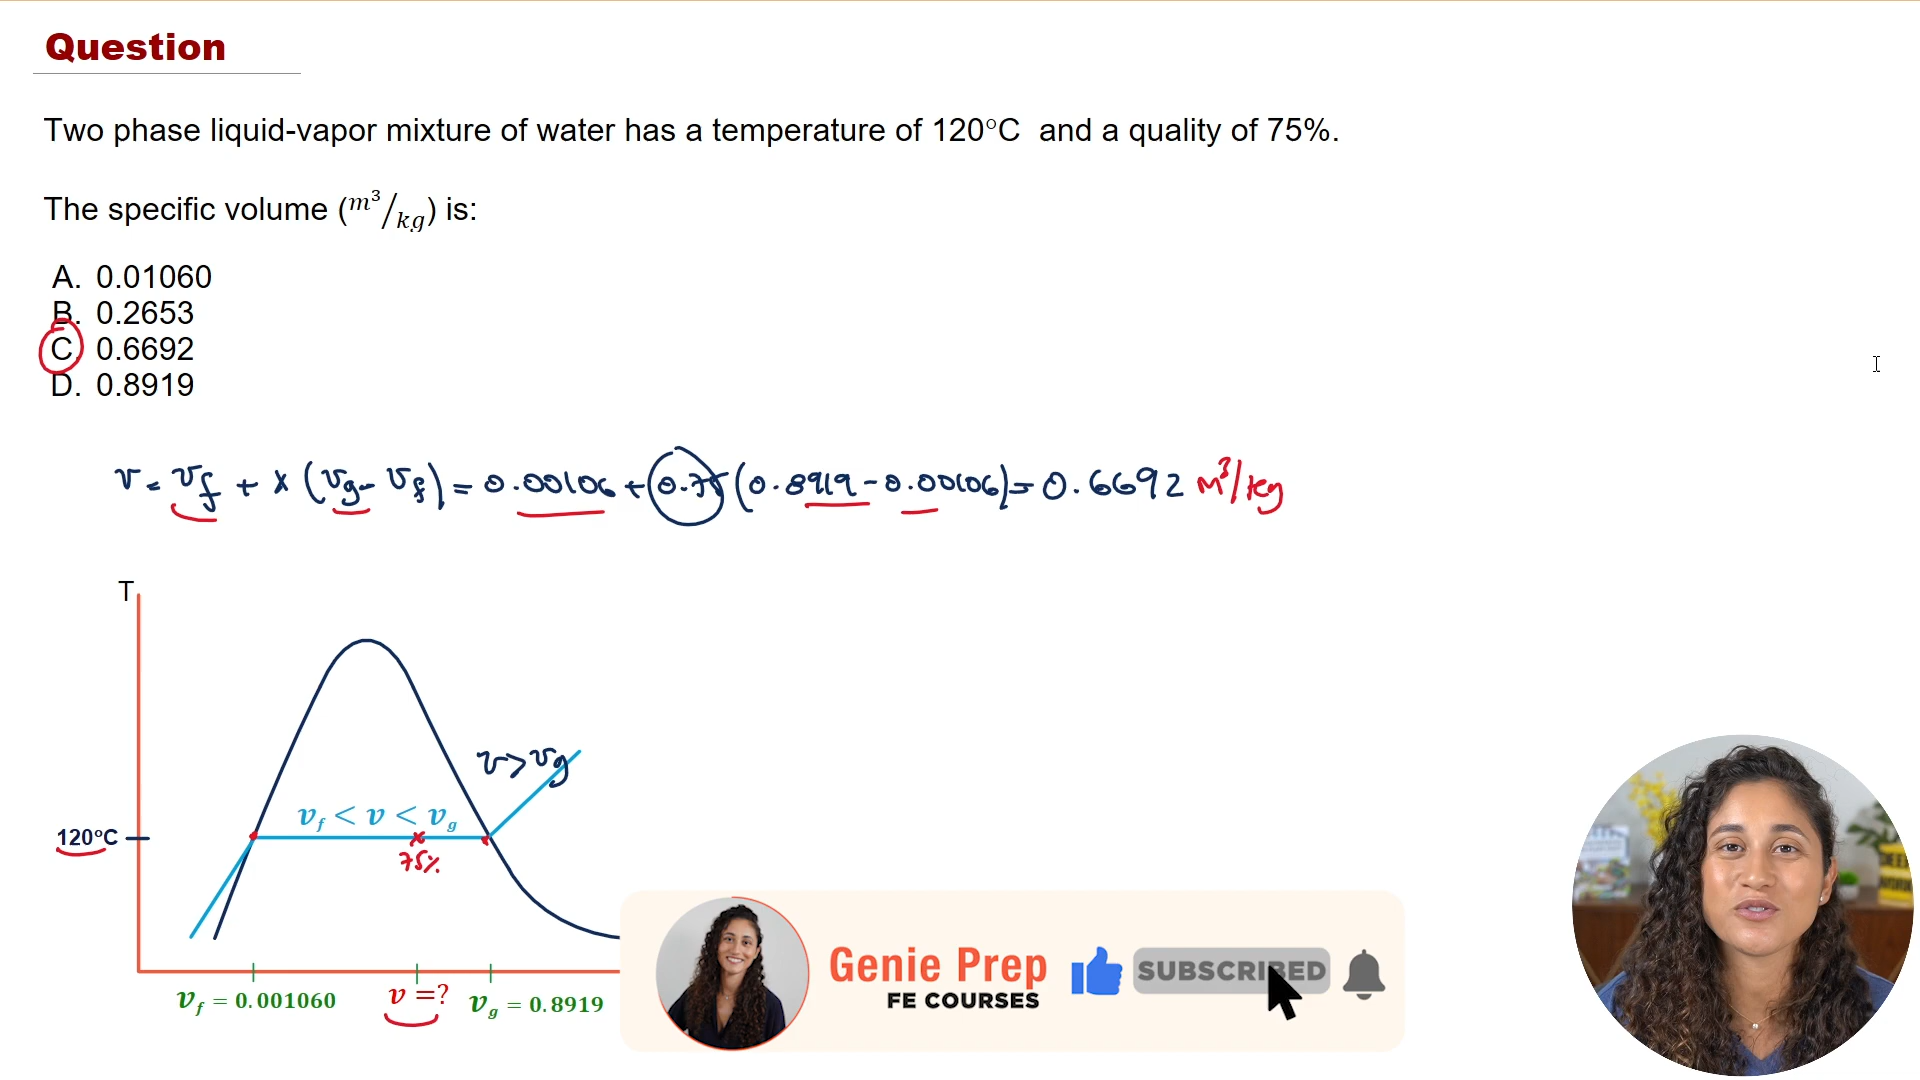 Question
Two phase liquid-vapor mixture of water has a temperature of 120°C and a quality of 75%.
The specific volume (m³/kg) is:
A. 0.01060
B. 0.2653
C 0.6692
D. 0.8919
v = vf + x (vg - vf) = 0.00106 + 0.75 (0.8919 - 0.00106) = 0.6692 m³/kg
T
v > vg
vf < v < vg
120°C
75%
vf = 0.001060
v =?
vg = 0.8919
Genie Prep
FE COURSES
SUBSCRIBED